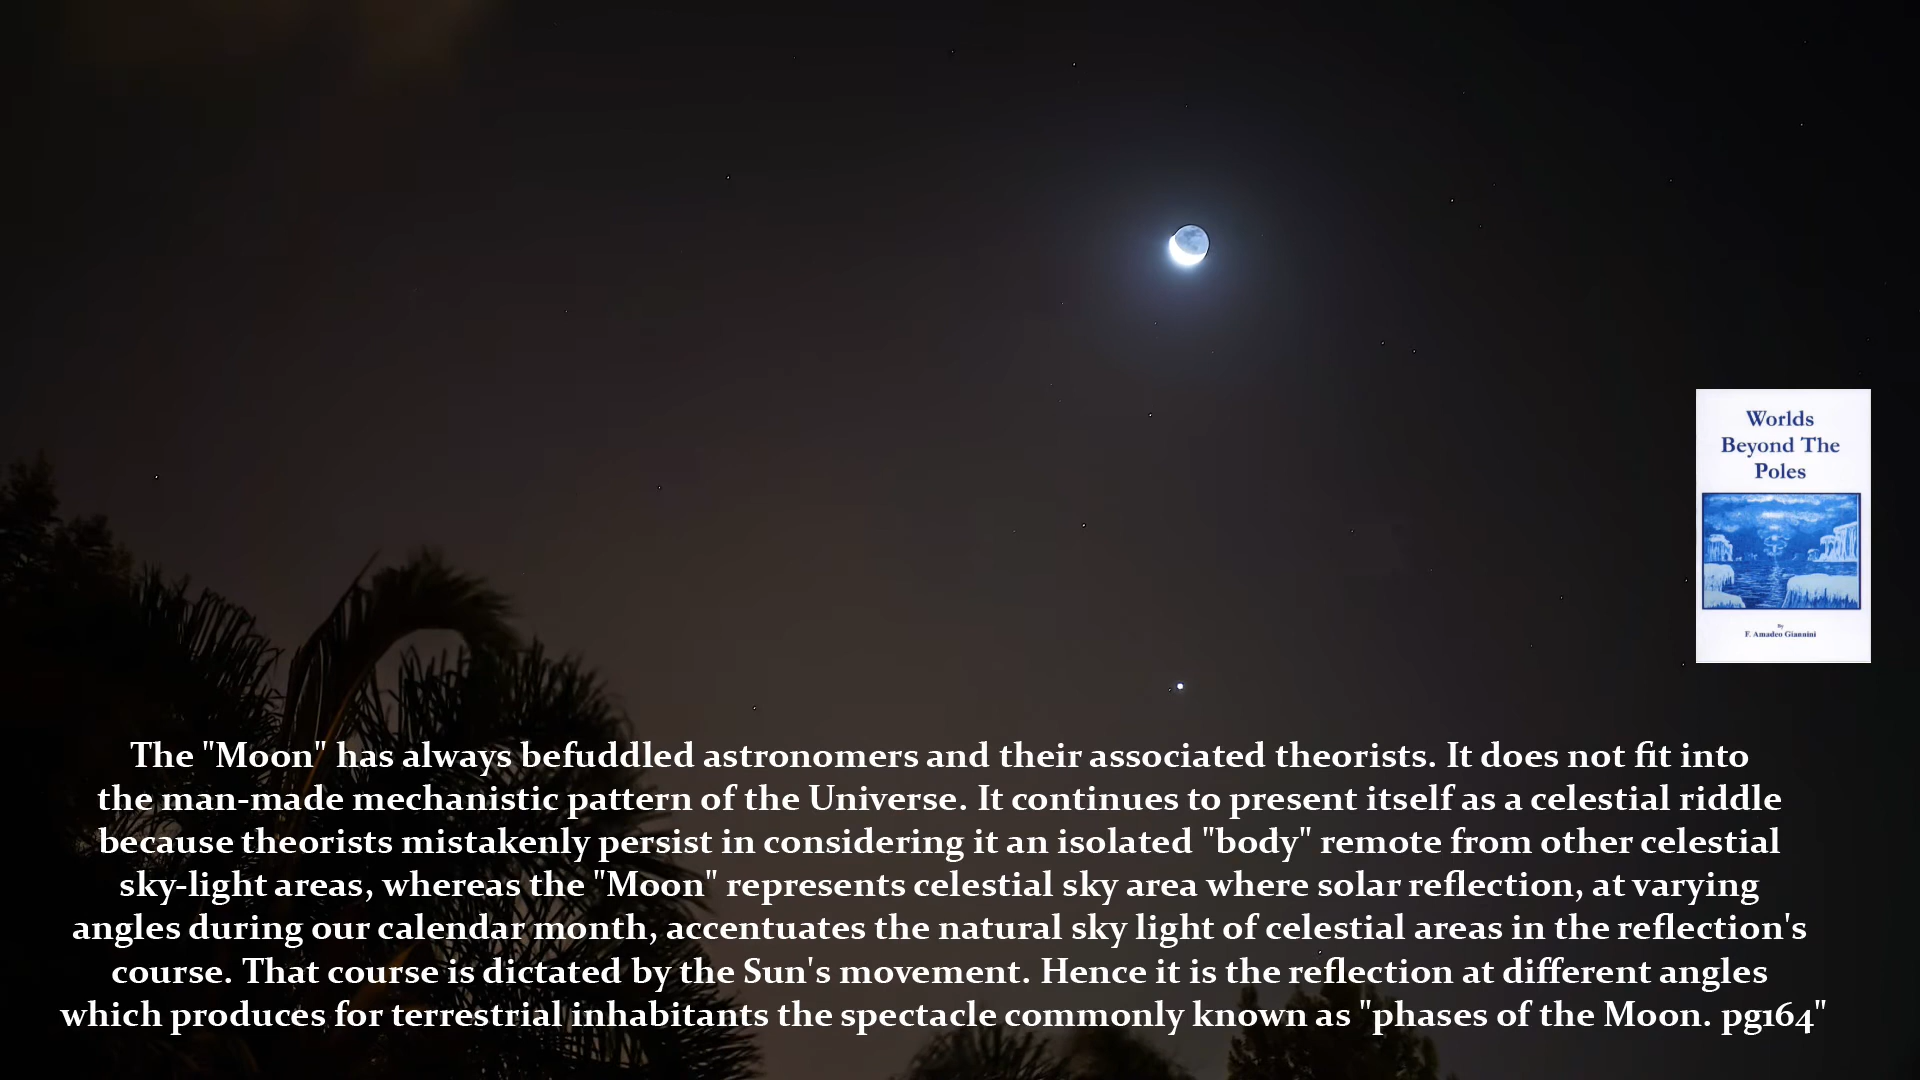 Worlds
Beyond The
Poles
By
F. Amadeo Giannini
The "Moon" has always befuddled astronomers and their associated theorists. It does not fit into
the man-made mechanistic pattern of the Universe. It continues to present itself as a celestial riddle
because theorists mistakenly persist in considering it an isolated "body" remote from other celestial
sky-light areas, whereas the "Moon" represents celestial sky area where solar reflection, at varying
angles during our calendar month, accentuates the natural sky light of celestial areas in the reflection's
course. That course is dictated by the Sun's movement. Hence it is the reflection at different angles
which produces for terrestrial inhabitants the spectacle commonly known as "phases of the Moon. pg164"